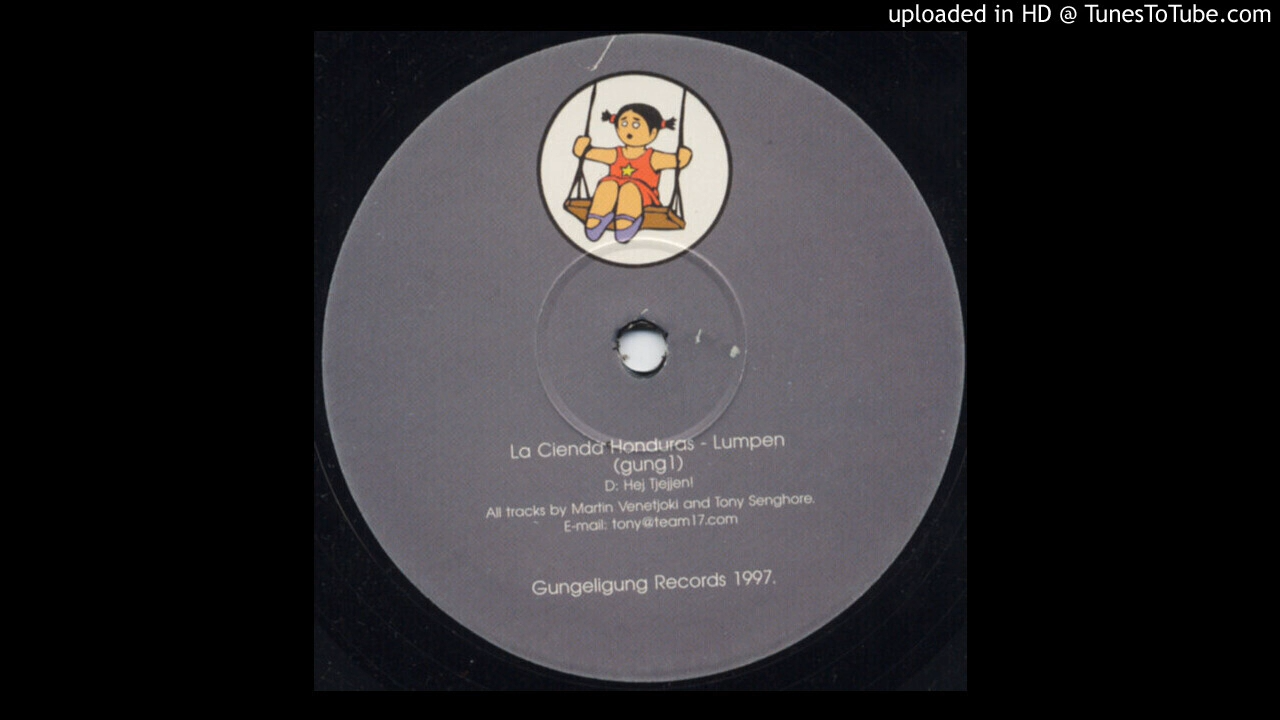 uploaded in HD @ TunesToTube.com
La Cienda Honduras - Lumpen
(gung1)
D: Hej Tjejjen!
All tracks by Martin Venetjoki and Tony Senghore.
E-mail: tony@team17.com
Gungeligung Records 1997.